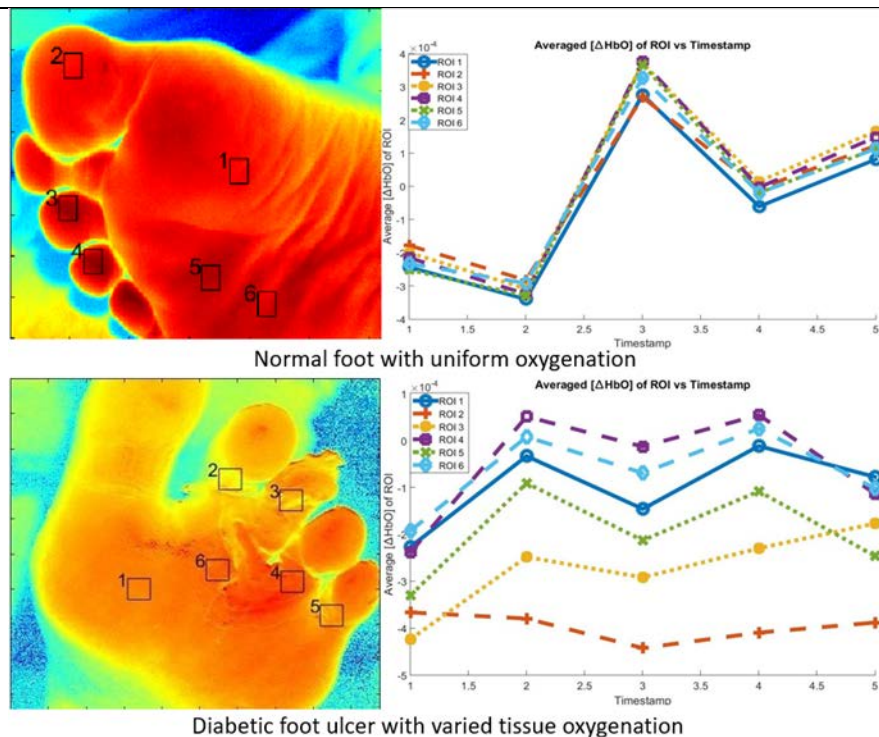 2
1
3
4
5
6
Averaged [ΔHbO] of ROI vs Timestamp
×10⁻⁴
4
3
2
1
0
-1
-2
-3
-4
Average [ΔHbO] of ROI
ROI 1
ROI 2
ROI 3
ROI 4
ROI 5
ROI 6
1 1.5 2 2.5 3 3.5 4 4.5 5
Timestamp
Normal foot with uniform oxygenation
2
3
6
4
1
5
Averaged [ΔHbO] of ROI vs Timestamp
×10⁻⁴
1
0
-1
-2
-3
-4
-5
Average [ΔHbO] of ROI
ROI 1
ROI 2
ROI 3
ROI 4
ROI 5
ROI 6
1 1.5 2 2.5 3 3.5 4 4.5 5
Timestamp
Diabetic foot ulcer with varied tissue oxygenation